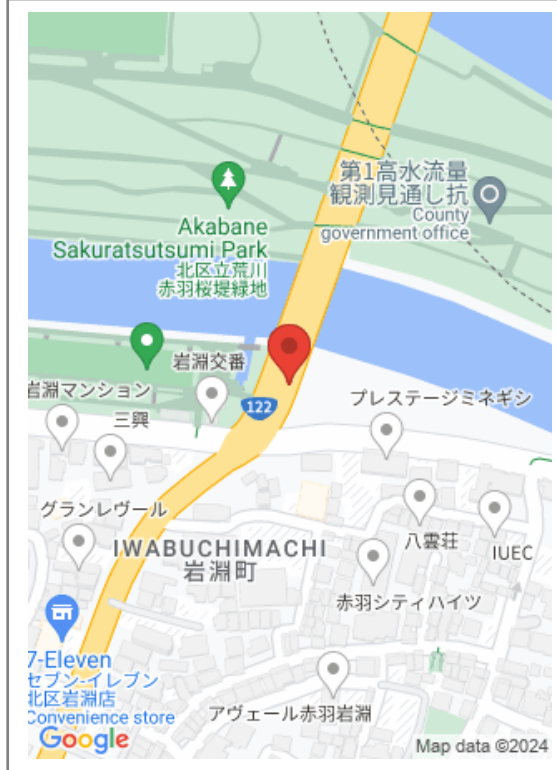 第1高水流量
観測見通し杭
County
government office
Akabane
Sakuratsutsumi Park
北区立荒川
赤羽桜堤緑地
岩淵交番
岩淵マンション
122
プレステージミネギシ
三興
グランレヴール
IWABUCHIMACHI
岩淵町
八雲荘
IUEC
赤羽シティハイツ
7-Eleven
セブン-イレブン
北区岩淵店
Convenience store
アヴェール赤羽岩淵
Google
Map data ©2024